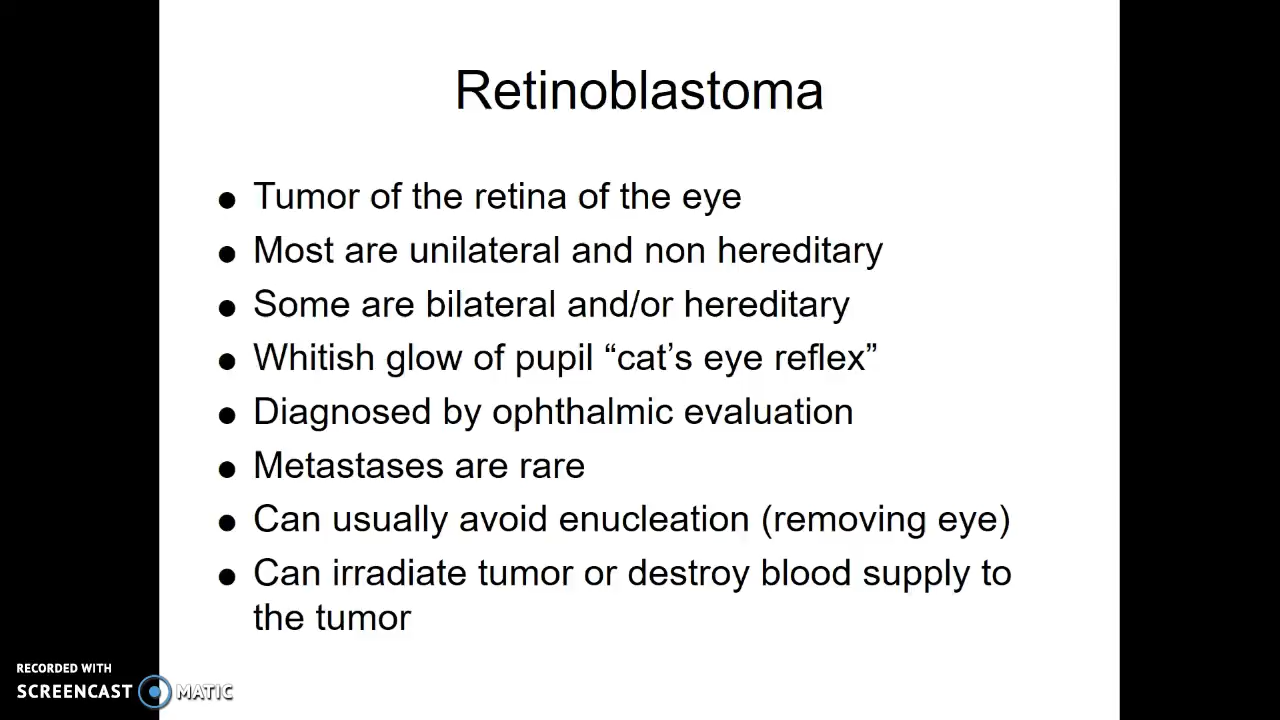 Retinoblastoma
● Tumor of the retina of the eye
● Most are unilateral and non hereditary
● Some are bilateral and/or hereditary
● Whitish glow of pupil “cat’s eye reflex”
● Diagnosed by ophthalmic evaluation
● Metastases are rare
● Can usually avoid enucleation (removing eye)
● Can irradiate tumor or destroy blood supply to
the tumor
RECORDED WITH
SCREENCAST MATIC